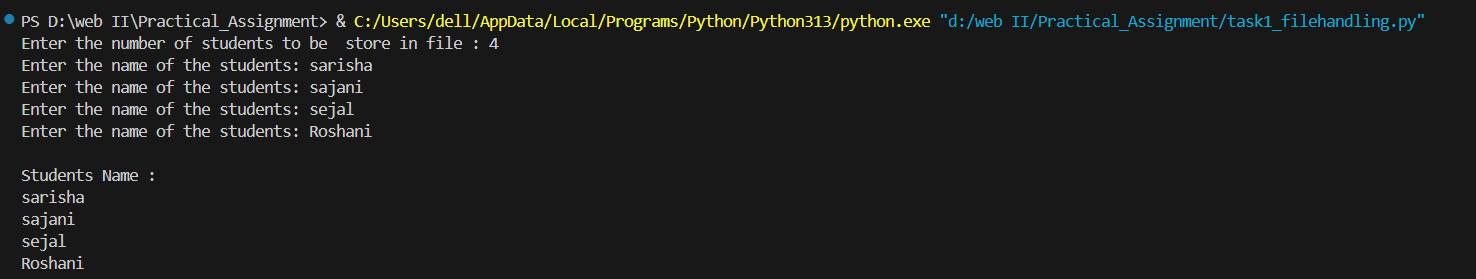 PS D:\web II\Practical_Assignment> & C:/Users/dell/AppData/Local/Programs/Python/Python313/python.exe "d:/web II/Practical_Assignment/task1_filehandling.py"
Enter the number of students to be  store in file : 4
Enter the name of the students: sarisha
Enter the name of the students: sajani
Enter the name of the students: sejal
Enter the name of the students: Roshani

Students Name :
sarisha
sajani
sejal
Roshani